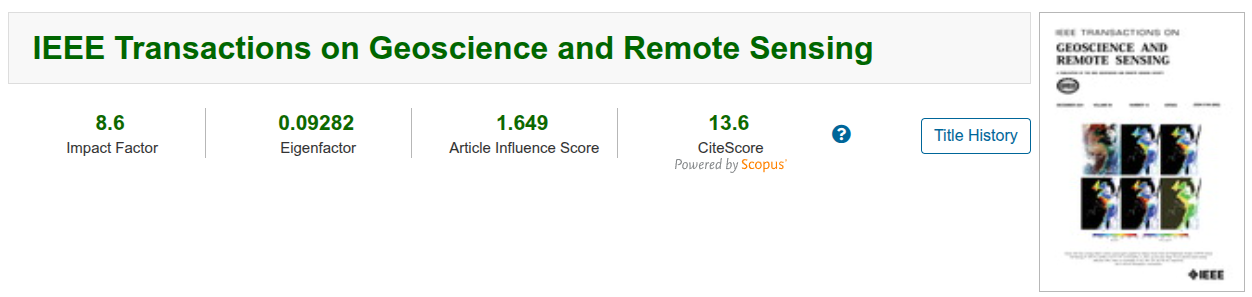 IEEE Transactions on Geoscience and Remote Sensing
8.6
Impact Factor
0.09282
Eigenfactor
1.649
Article Influence Score
13.6
CiteScore
Powered by Scopus
?
Title History
IEEE TRANSACTIONS ON
GEOSCIENCE AND
REMOTE SENSING
IEEE